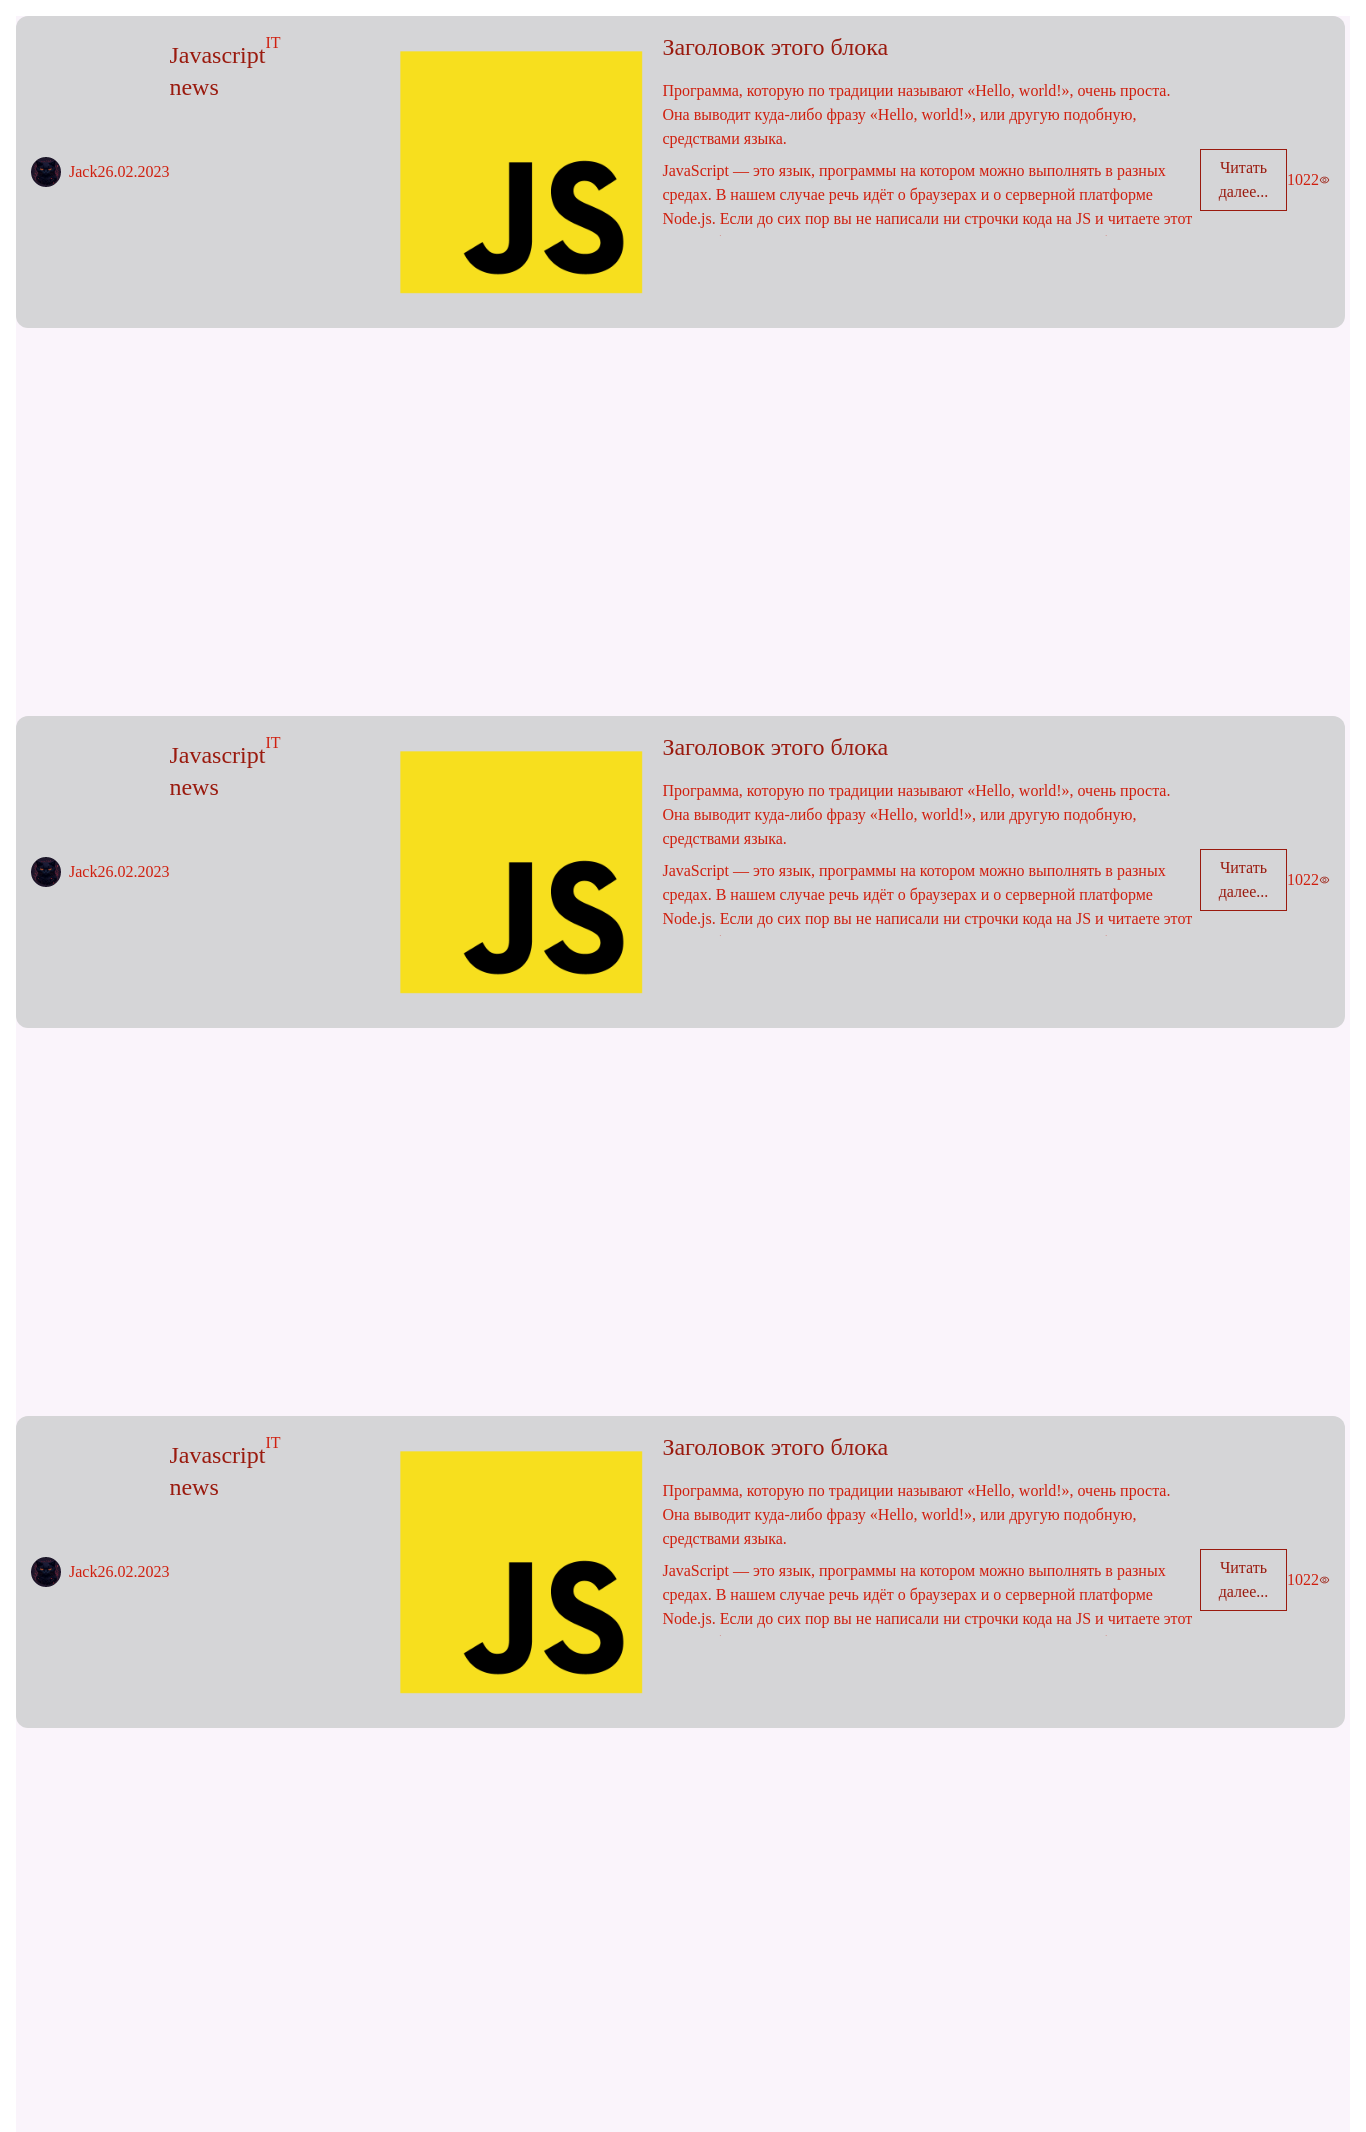 Jack26.02.2023
Javascript
news
IT
JS
Заголовок этого блока
Программа, которую по традиции называют «Hello, world!», очень проста.
Она выводит куда-либо фразу «Hello, world!», или другую подобную,
средствами языка.
JavaScript — это язык, программы на котором можно выполнять в разных
средах. В нашем случае речь идёт о браузерах и о серверной платформе
Node.js. Если до сих пор вы не написали ни строчки кода на JS и читаете этот
Читать
далее...
1022
Jack26.02.2023
Javascript
news
IT
JS
Заголовок этого блока
Программа, которую по традиции называют «Hello, world!», очень проста.
Она выводит куда-либо фразу «Hello, world!», или другую подобную,
средствами языка.
JavaScript — это язык, программы на котором можно выполнять в разных
средах. В нашем случае речь идёт о браузерах и о серверной платформе
Node.js. Если до сих пор вы не написали ни строчки кода на JS и читаете этот
Читать
далее...
1022
Jack26.02.2023
Javascript
news
IT
JS
Заголовок этого блока
Программа, которую по традиции называют «Hello, world!», очень проста.
Она выводит куда-либо фразу «Hello, world!», или другую подобную,
средствами языка.
JavaScript — это язык, программы на котором можно выполнять в разных
средах. В нашем случае речь идёт о браузерах и о серверной платформе
Node.js. Если до сих пор вы не написали ни строчки кода на JS и читаете этот
Читать
далее...
1022